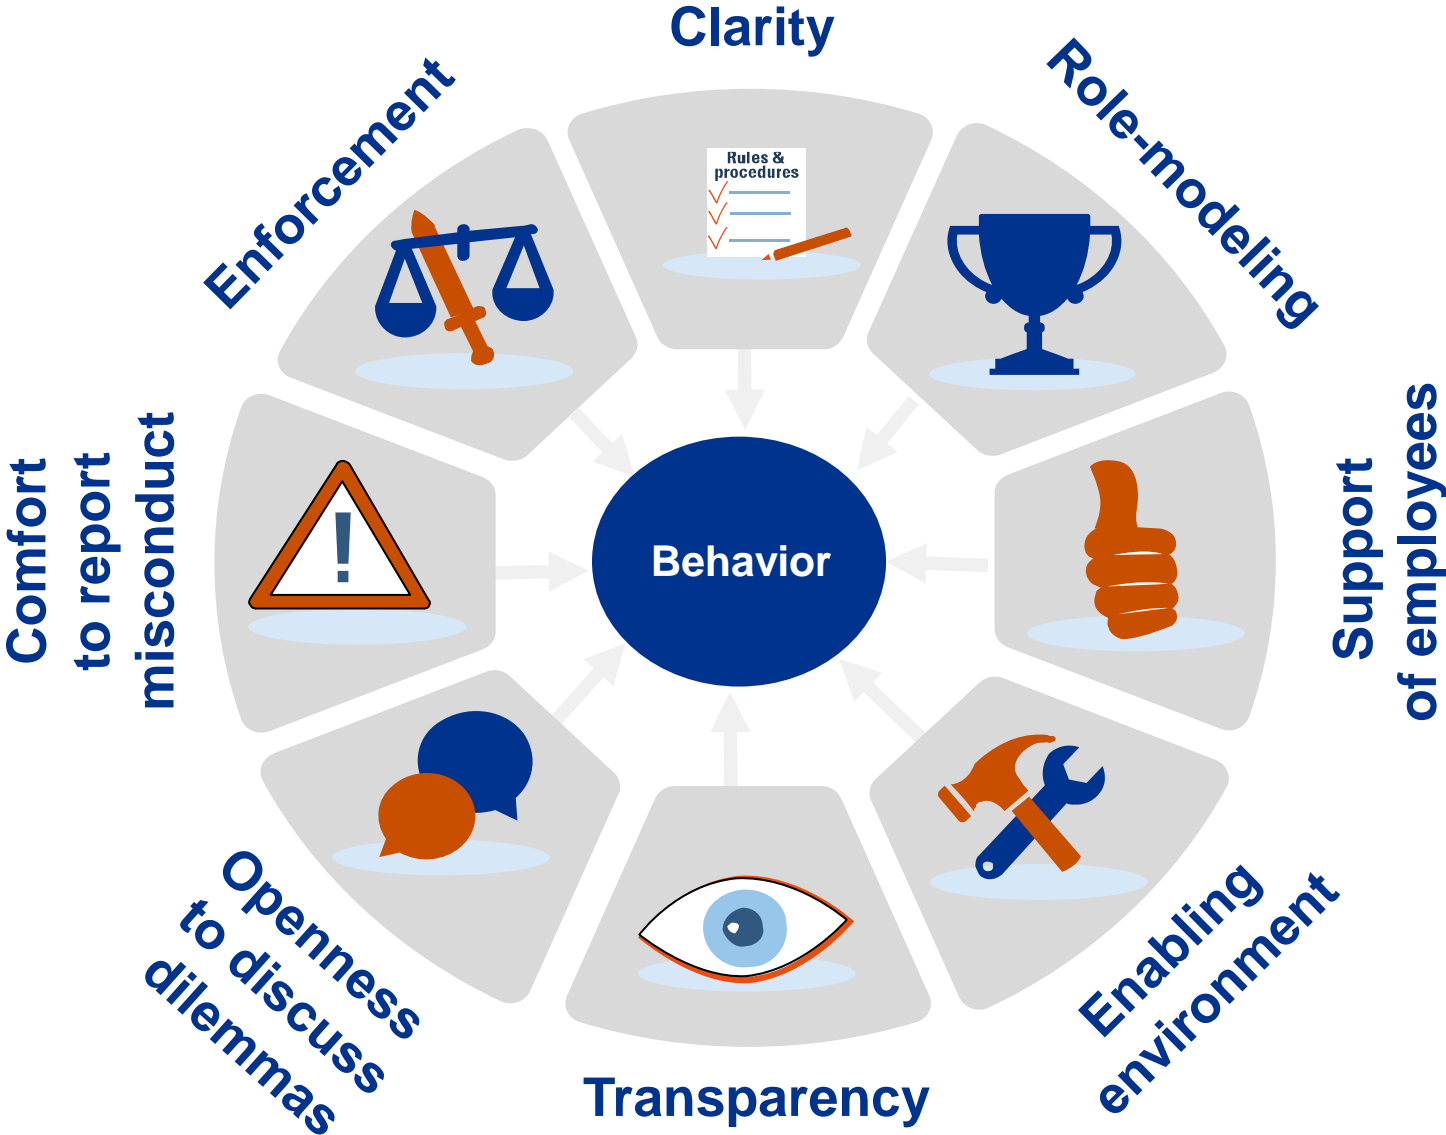 Clarity
Role-modeling
Support
of employees
Enabling
environment
Transparency
Openness
to discuss
dilemmas
Comfort
to report
misconduct
Enforcement
Rules &
procedures
!
Behavior